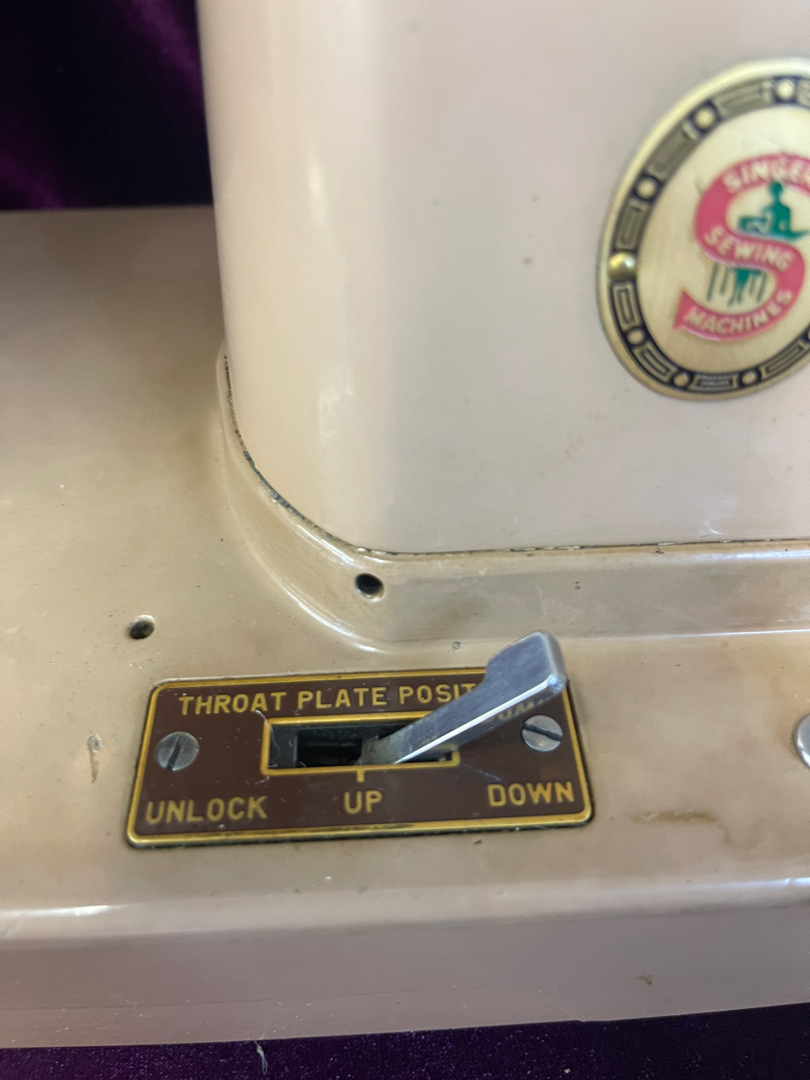 SINGER
SEWING
MACHINES
THROAT PLATE POSIT
UNLOCK UP DOWN